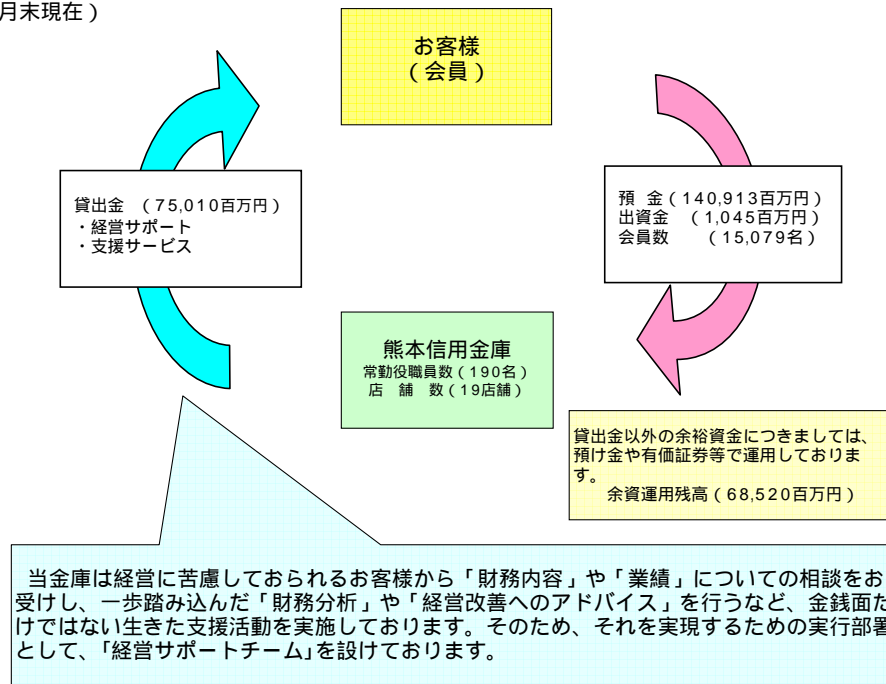 月末現在）
お客様
（会員）
貸出金　（75,010百万円）
・経営サポート
・支援サービス
預 金（140,913百万円）
出資金　（1,045百万円）
会員数　　（15,079名）
熊本信用金庫
常勤役職員数（190名）
店　舗　数（19店舗）
貸出金以外の余裕資金につきましては、
預け金や有価証券等で運用しておりま
す。
余資運用残高（68,520百万円）
当金庫は経営に苦慮しておられるお客様から「財務内容」や「業績」についての相談をお
受けし、一歩踏み込んだ「財務分析」や「経営改善へのアドバイス」を行うなど、金銭面だ
けではない生きた支援活動を実施しております。そのため、それを実現するための実行部署
として、「経営サポートチーム」を設けております。